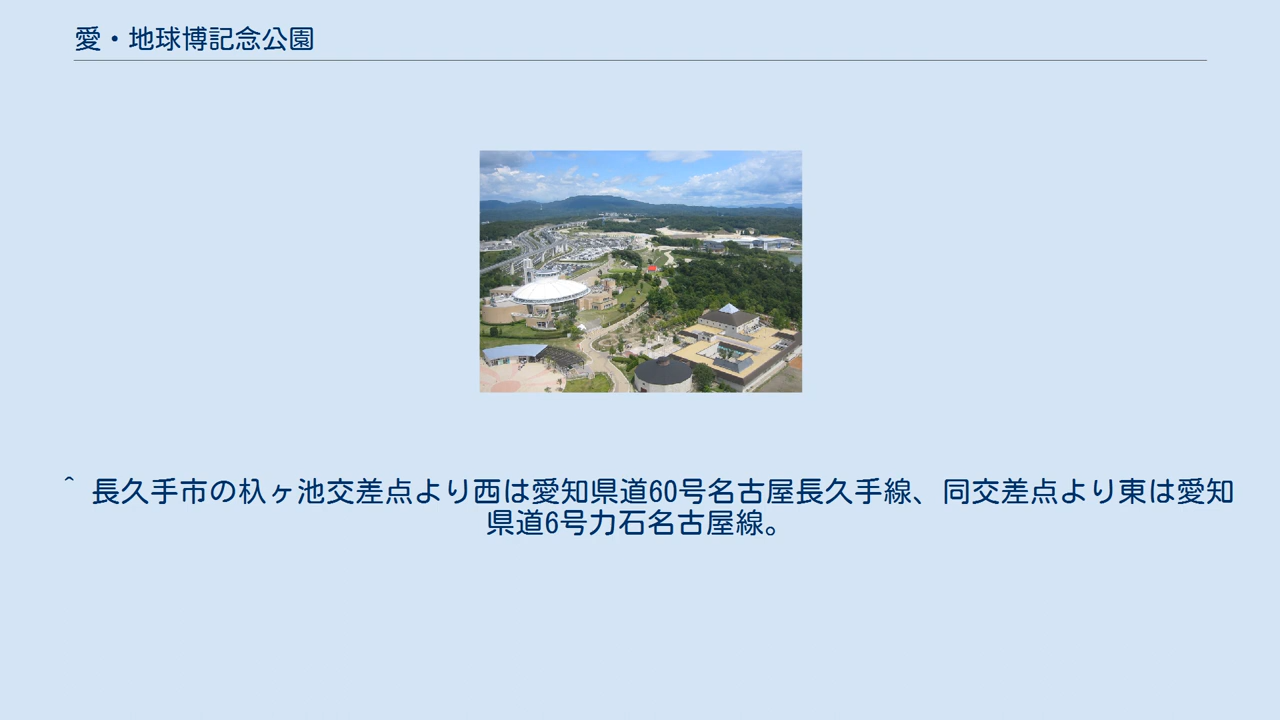 愛・地球博記念公園
^ 長久手市の杁ヶ池交差点より西は愛知県道60号名古屋長久手線、同交差点より東は愛知
県道6号力石名古屋線。